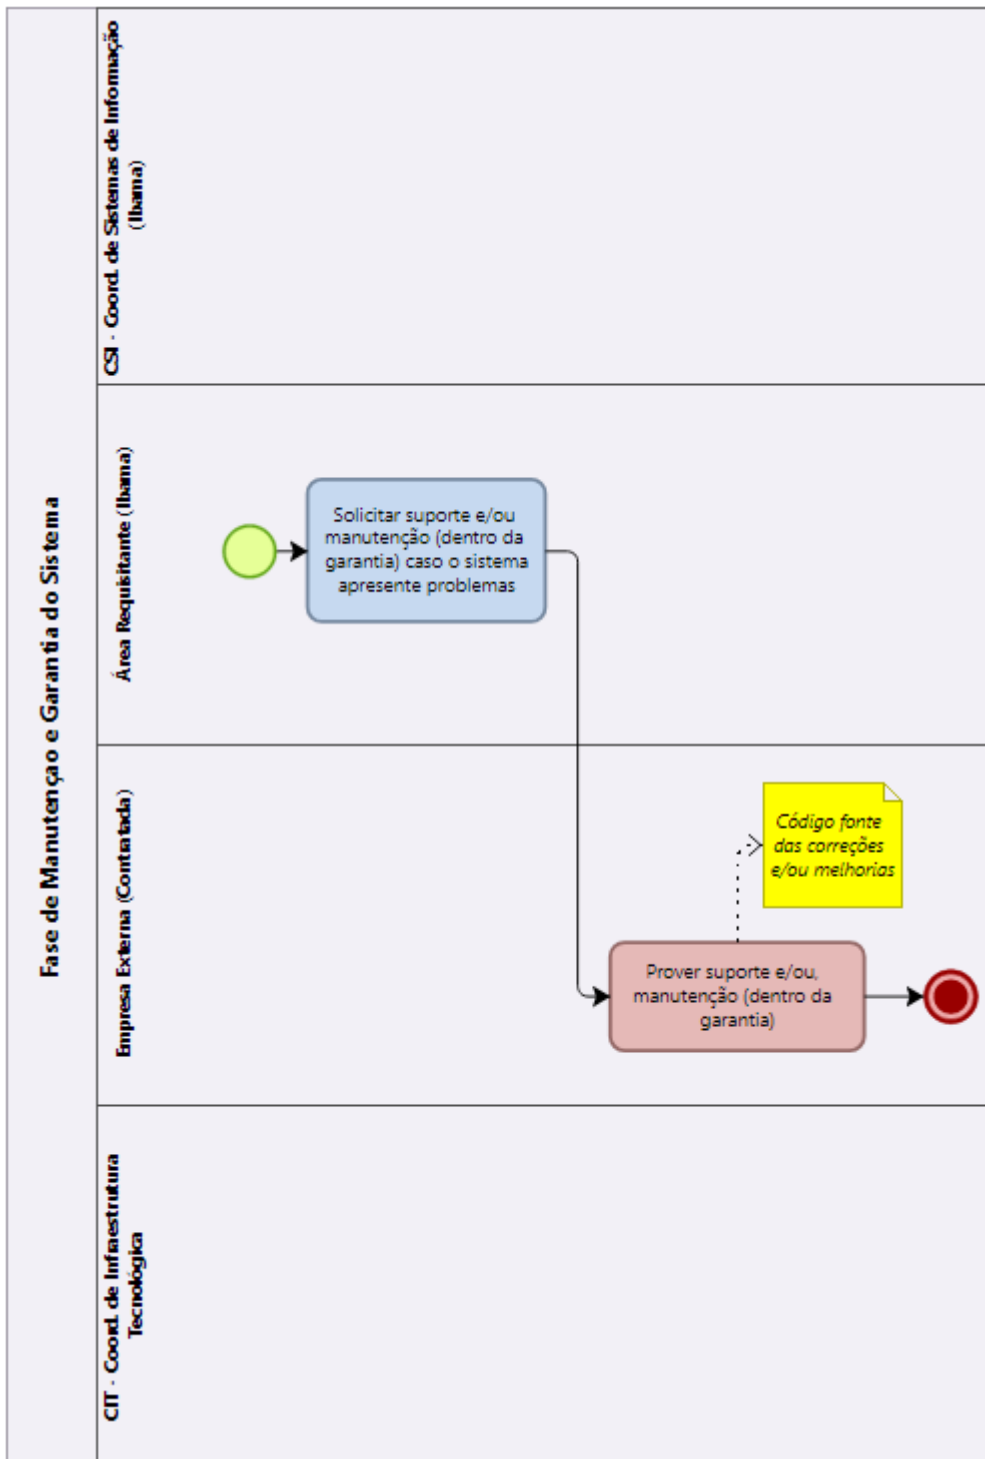 Fase de Manutençao e Garantia do Sistema
CSI - Coord. de Sistemas de Informação
(Ibama)
Área Requisitante (Ibama)
Solicitar suporte e/ou
manutenção (dentro da
garantia) caso o sistema
apresente problemas
Empresa Externa (Contratada)
Código fonte
das correções
e/ou melhorias
Prover suporte e/ou,
manutenção (dentro da
garantia)
CIT - Coord. de Infraestrutura
Tecnológica